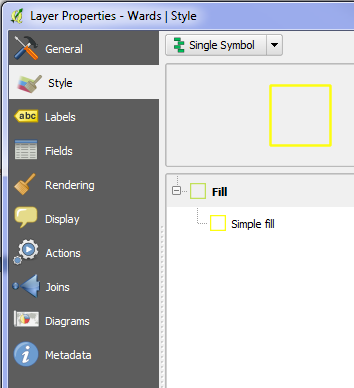 Layer Properties - Wards | Style
General
Style
abc Labels
Fields
Rendering
Display
Actions
Joins
Diagrams
i Metadata
Single Symbol
Fill
Simple fill